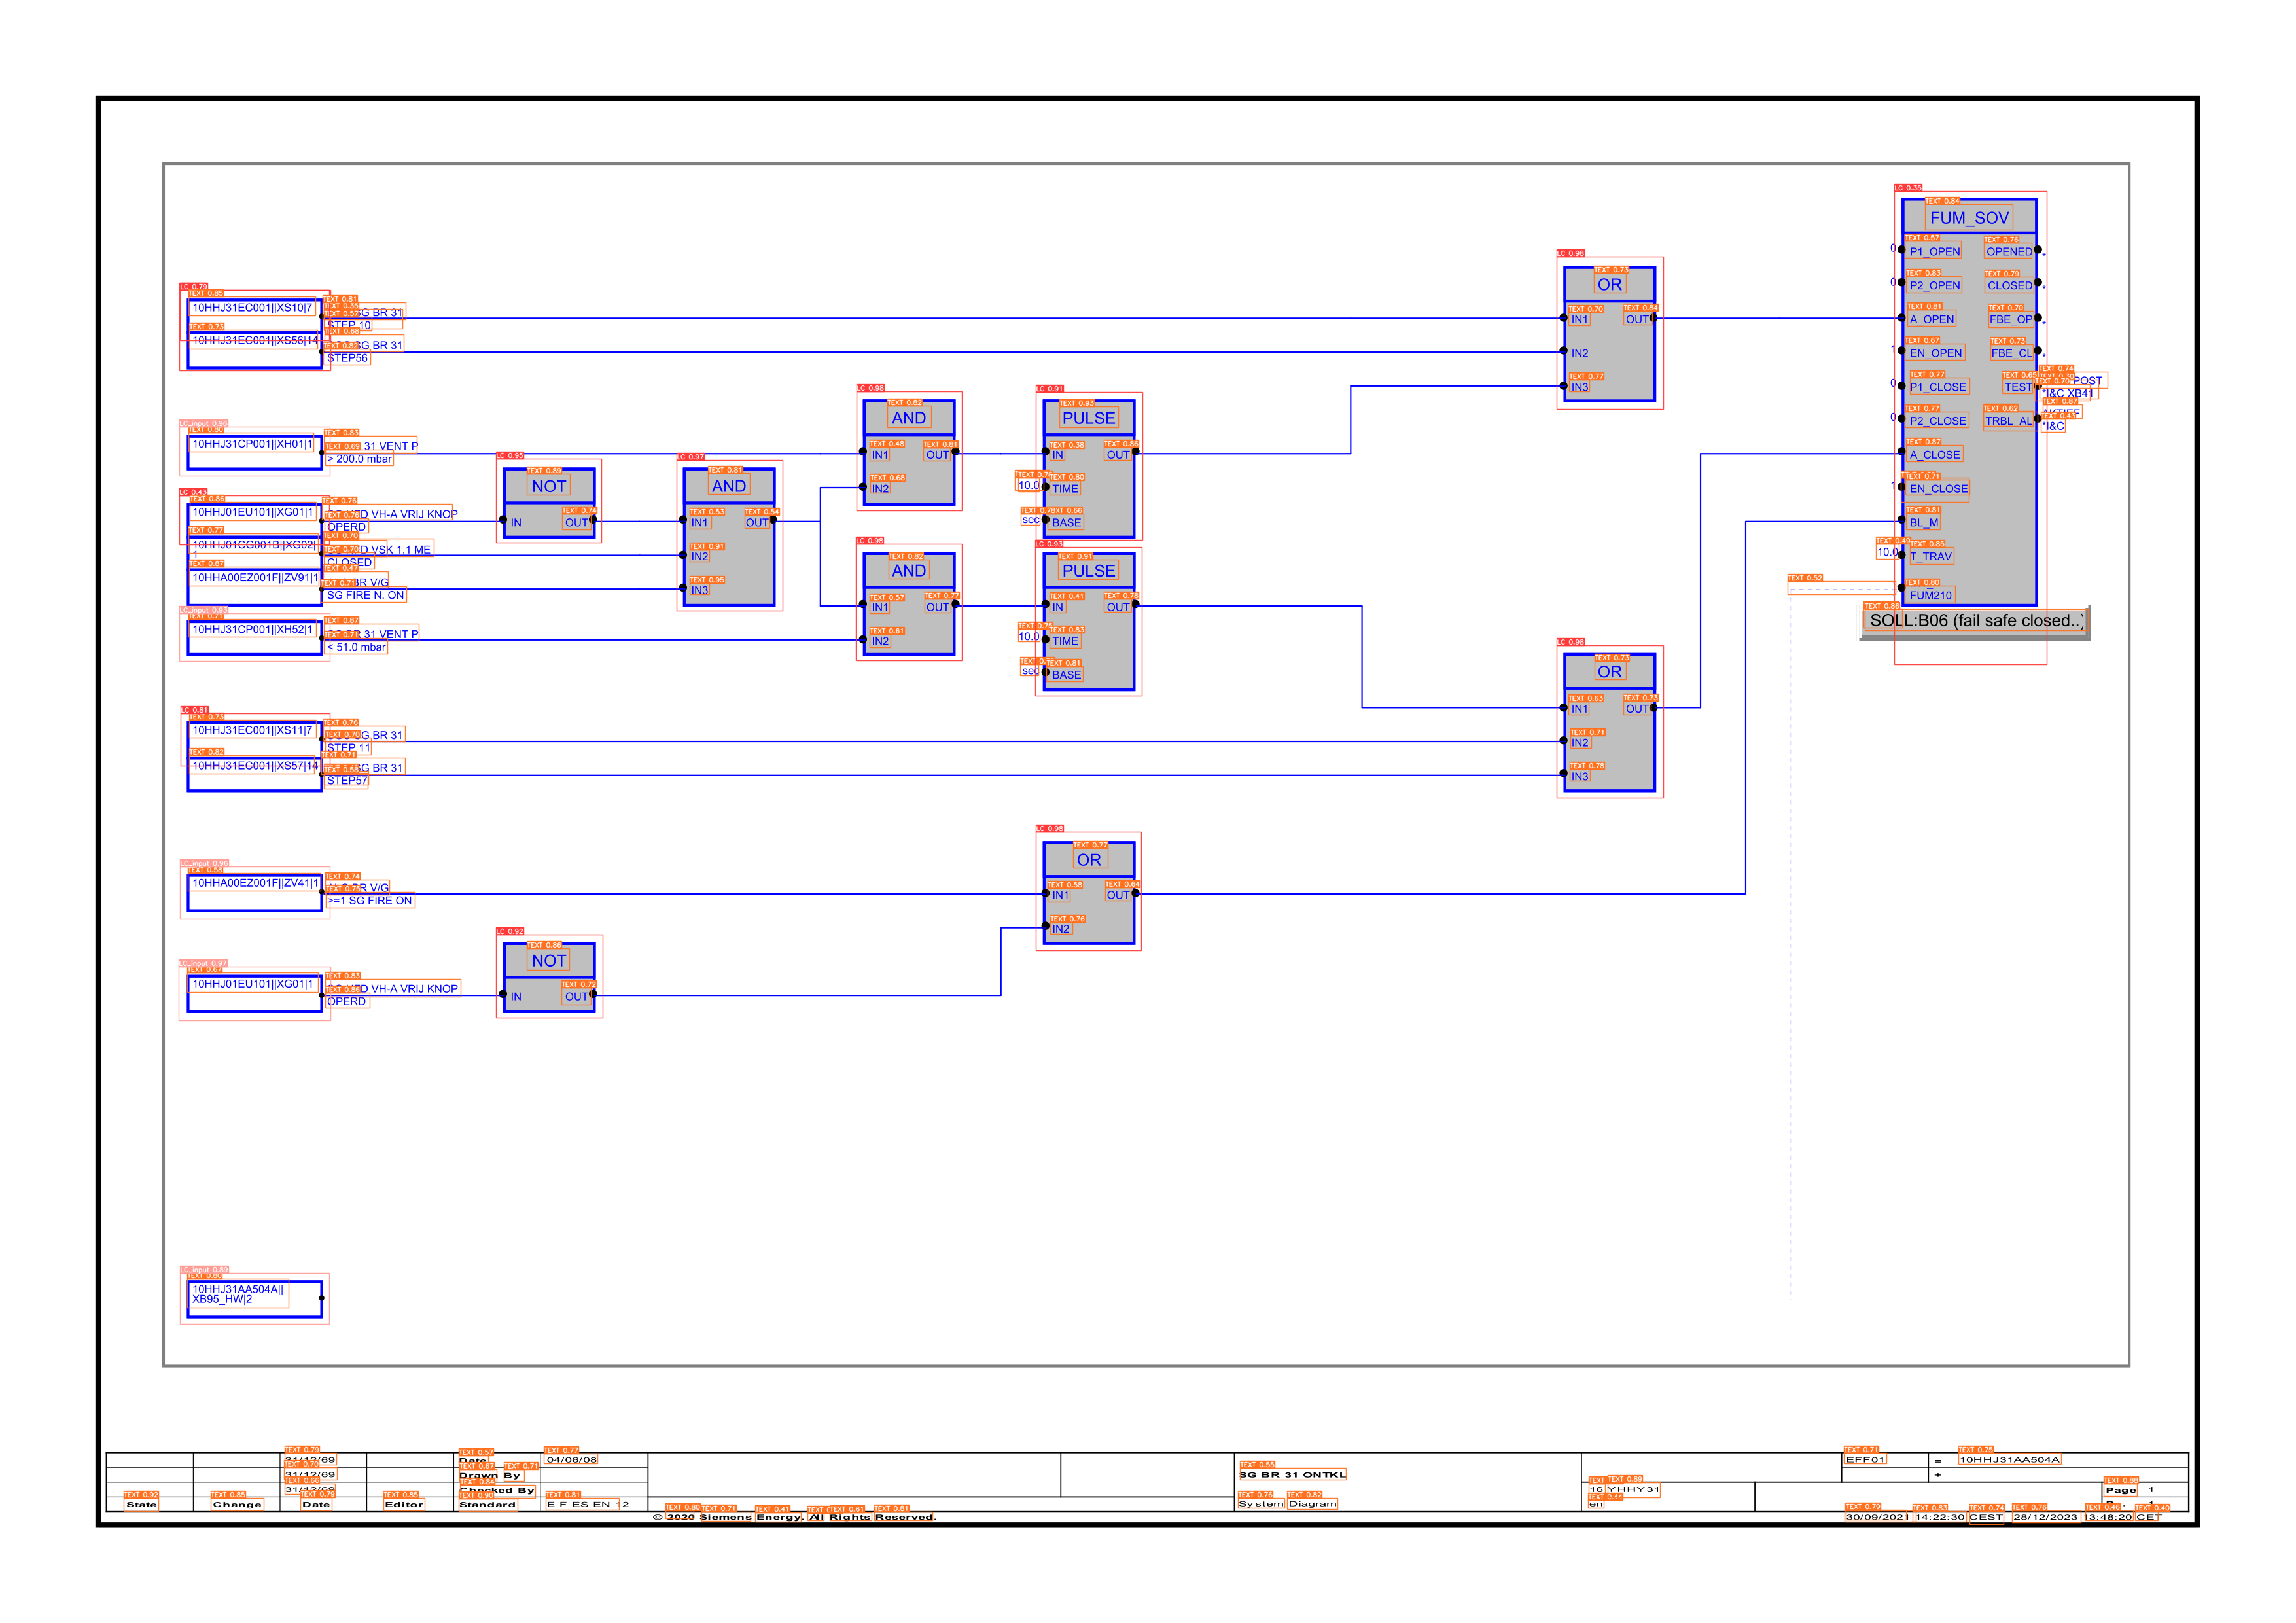 FUM_SOV
P1_OPEN OPENED
P2_OPEN CLOSED
A_OPEN FBE_OP
EN_OPEN FBE_CL
P1_CLOSE TEST
P2_CLOSE TRBL_AL
A_CLOSE
EN_CLOSE
BL_M
10.0 T_TRAV
FUM210
POST
I&C XB41
I&C
SOLL:B06 (fail safe closed..)
OR
IN1 OUT
IN2
IN3
10HHJ31EC001||XS10|7
G BR 31
STEP 10
10HHJ31EC001||XS56|14
G BR 31
STEP56
10HHJ31CP001||XH01|1
31 VENT P
> 200.0 mbar
10HHJ01EU101||XG01|1
VH-A VRIJ KNOP
OPERD
10HHJ01CG001B||XG02|
1
D VSK 1.1 ME
CLOSED
10HHA00EZ001F||ZV91|1
BR V/G
SG FIRE N. ON
10HHJ31CP001||XH52|1
31 VENT P
< 51.0 mbar
NOT
IN OUT
AND
IN1 OUT
IN2
IN3
AND
IN1 OUT
IN2
PULSE
IN OUT
10.0 TIME
sec BASE
AND
IN1 OUT
IN2
PULSE
IN OUT
10.0 TIME
sec BASE
OR
IN1 OUT
IN2
IN3
10HHJ31EC001||XS11|7
G BR 31
STEP 11
10HHJ31EC001||XS57|14
G BR 31
STEP57
10HHA00EZ001F||ZV41|1
BR V/G
>=1 SG FIRE ON
OR
IN1 OUT
IN2
10HHJ01EU101||XG01|1
VH-A VRIJ KNOP
OPERD
NOT
IN OUT
10HHJ31AA504A||
XB95_HW|2
31/12/69 Date 04/06/08
31/12/69 Drawn By
31/12/69 Checked By
State Change Date Editor Standard E F ES EN 12
© 2020 Siemens Energy. All Rights Reserved.
SG BR 31 ONTKL
System Diagram
16 YHHY31
en
EFF01 = 10HHJ31AA504A
+
Page 1
30/09/2021 14:22:30 CEST 28/12/2023 13:48:20 CET